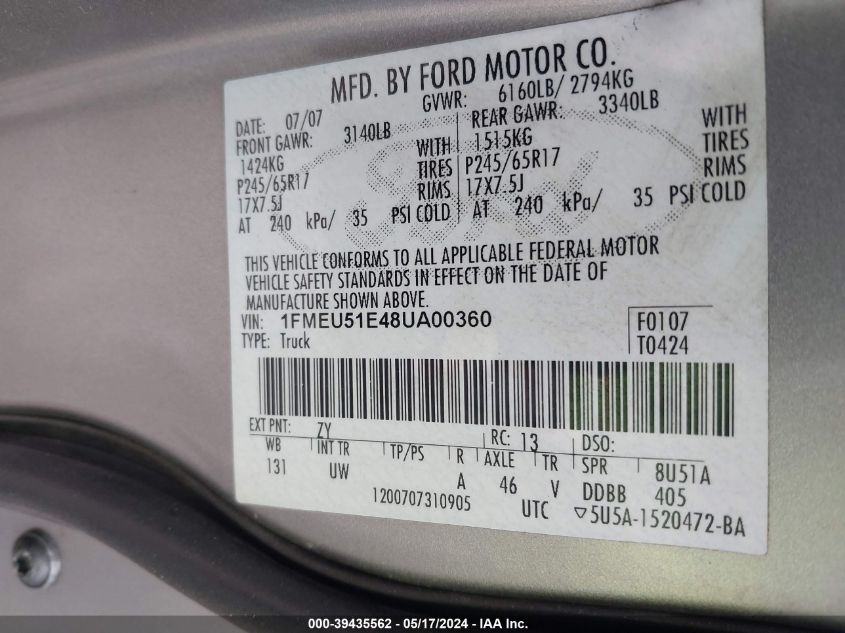 MFD. BY FORD MOTOR CO.
DATE: 07/07 GVWR: 6160LB/ 2794KG
FRONT GAWR: 3140LB REAR GAWR: 3340LB
1424KG WITH 1515KG WITH
P245/65R17 TIRES P245/65R17 TIRES
17X7.5J RIMS 17X7.5J RIMS
AT 240 kPa/ 35 PSI COLD AT 240 kPa/ 35 PSI COLD
THIS VEHICLE CONFORMS TO ALL APPLICABLE FEDERAL MOTOR
VEHICLE SAFETY STANDARDS IN EFFECT ON THE DATE OF
MANUFACTURE SHOWN ABOVE.
VIN: 1FMEU51E48UA00360 F0107
TYPE: Truck T0424
EXT PNT: ZY RC: 13 DSO:
WB INT TR TP/PS R AXLE TR SPR 8U51A
131 UW A 46 V DDBB 405
1200707310905 UTC ▽5U5A-1520472-BA
000-39435562 - 05/17/2024 - IAA Inc.